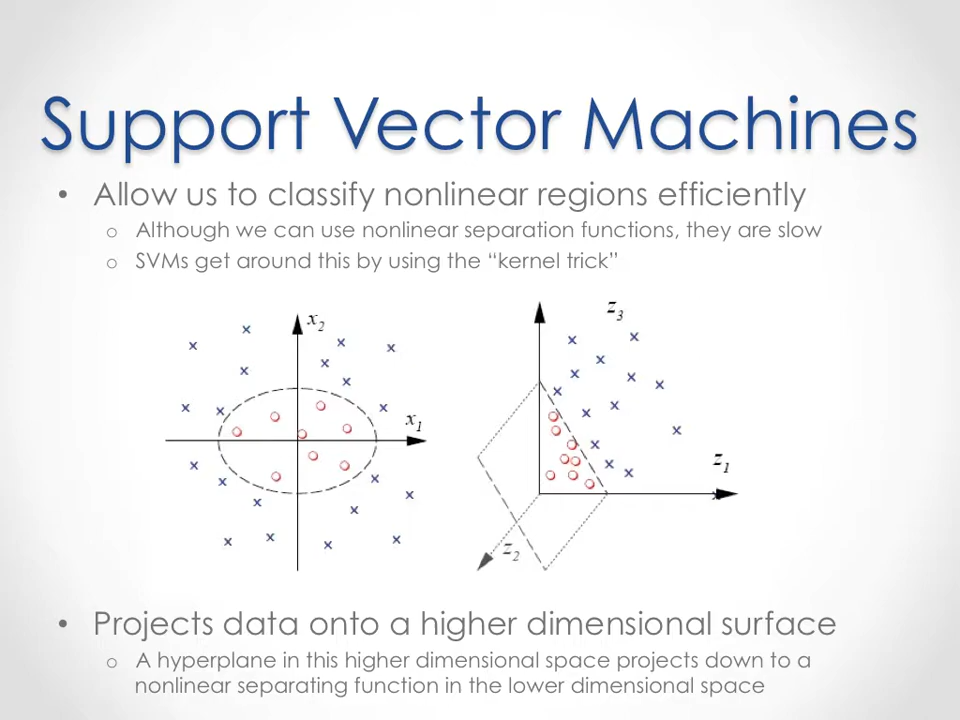 Support Vector Machines
• Allow us to classify nonlinear regions efficiently
o Although we can use nonlinear separation functions, they are slow
o SVMs get around this by using the “kernel trick”
x2
x1
z3
z1
z2
• Projects data onto a higher dimensional surface
o A hyperplane in this higher dimensional space projects down to a
nonlinear separating function in the lower dimensional space